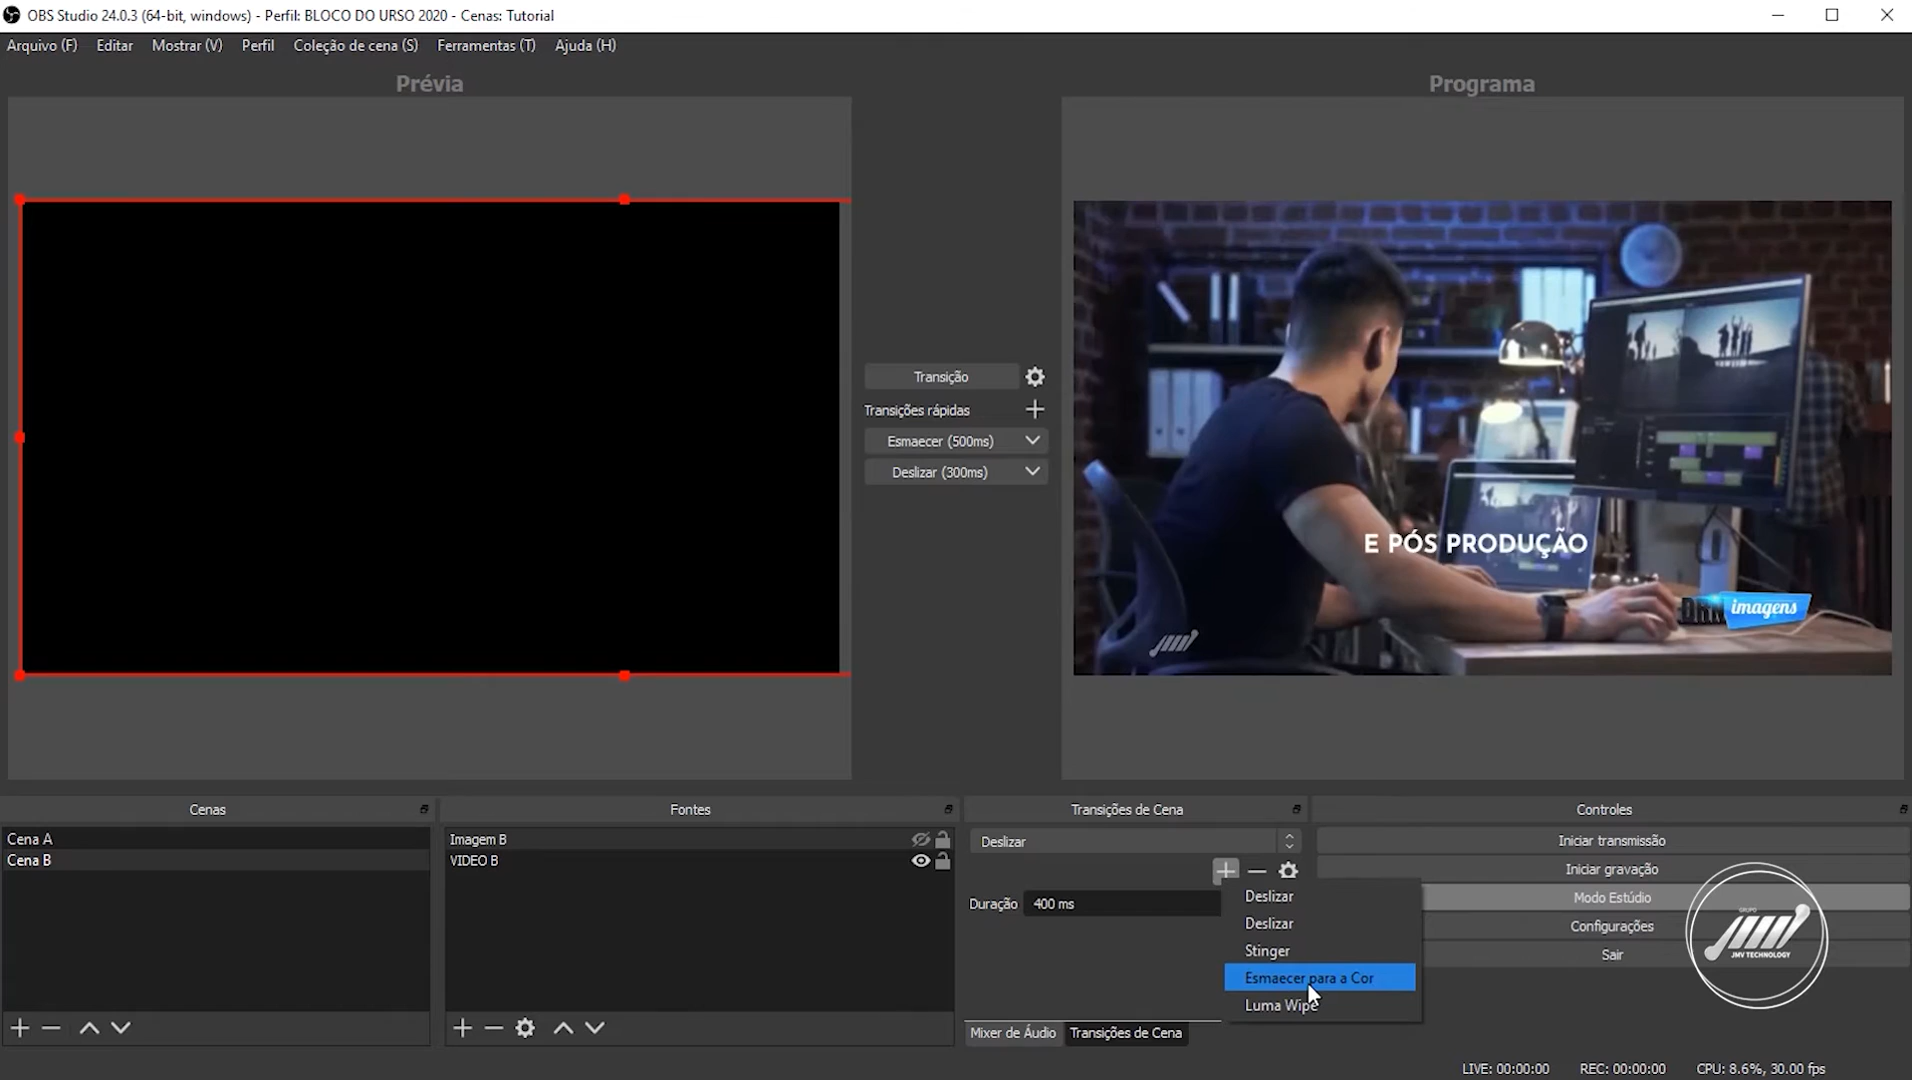 OBS Studio 24.0.3 (64-bit, windows) - Perfil: BLOCO DO URSO 2020 - Cenas: Tutorial
Arquivo (F) Editar Mostrar (V) Perfil Coleção de cena (S) Ferramentas (T) Ajuda (H)
Prévia
Programa
Transição
Transições rápidas
Esmaecer (500ms)
Deslizar (300ms)
E PÓS PRODUÇÃO
imagens
Cenas
Cena A
Cena B
Fontes
Imagem B
VIDEO B
Transições de Cena
Deslizar
Duração 400 ms
Deslizar
Deslizar
Stinger
Esmaecer para a Cor
Luma Wipe
Mixer de Áudio Transições de Cena
Controles
Iniciar transmissão
Iniciar gravação
Modo Estúdio
Configurações
Sair
GRUPO
JMV
JMV TECHNOLOGY
LIVE: 00:00:00 REC: 00:00:00 CPU: 8.6%, 30.00 fps